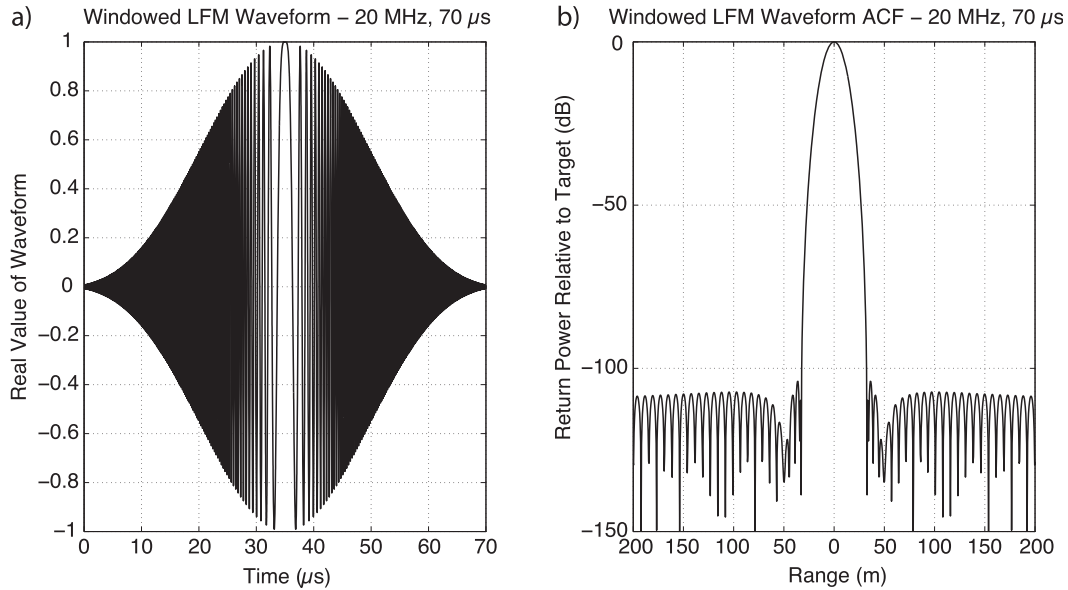 a) Windowed LFM Waveform − 20 MHz, 70 μs
1
0.8
0.6
0.4
0.2
0
−0.2
−0.4
−0.6
−0.8
−1
Real Value of Waveform
0 10 20 30 40 50 60 70
Time (μs)
b) Windowed LFM Waveform ACF − 20 MHz, 70 μs
0
−50
−100
−150
Return Power Relative to Target (dB)
200 150 100 50 0 50 100 150 200
Range (m)